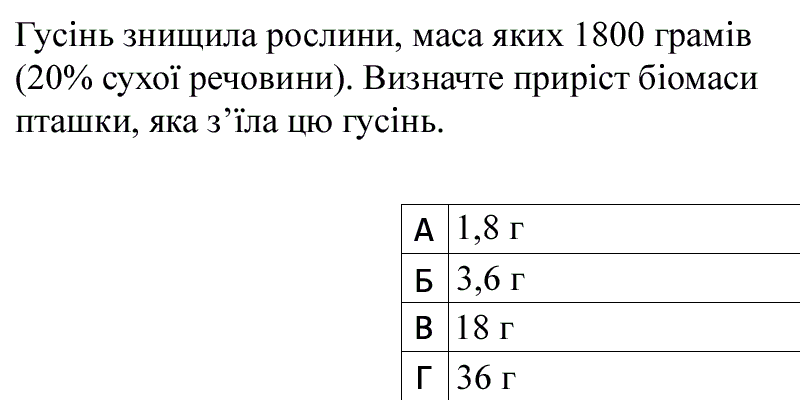 Гусінь знищила рослини, маса яких 1800 грамів
(20% сухої речовини). Визначте приріст біомаси
пташки, яка з’їла цю гусінь.
А 1,8 г
Б 3,6 г
В 18 г
Г 36 г